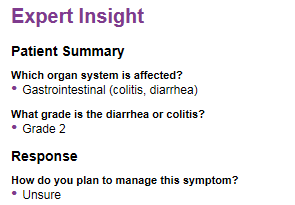 Expert Insight
Patient Summary
Which organ system is affected?
• Gastrointestinal (colitis, diarrhea)
What grade is the diarrhea or colitis?
• Grade 2
Response
How do you plan to manage this symptom?
• Unsure